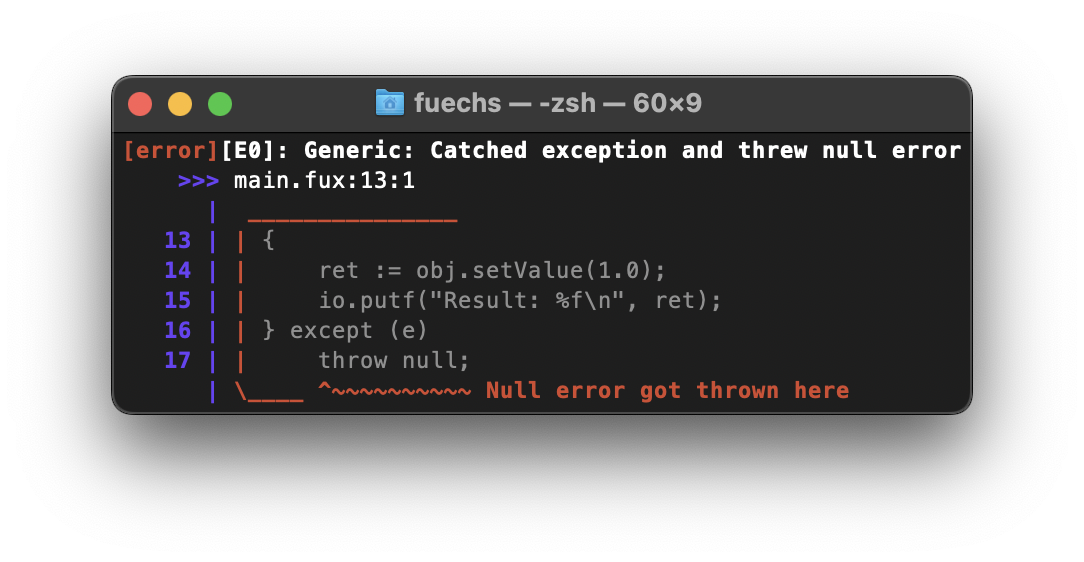 fuechs — -zsh — 60×9
[error][E0]: Generic: Catched exception and threw null error
    >>> main.fux:13:1
      |  _______________
   13 | | {
   14 | |     ret := obj.setValue(1.0);
   15 | |     io.putf("Result: %f\n", ret);
   16 | | } except (e)
   17 | |     throw null;
      | \____ ^~~~~~~~~~~ Null error got thrown here